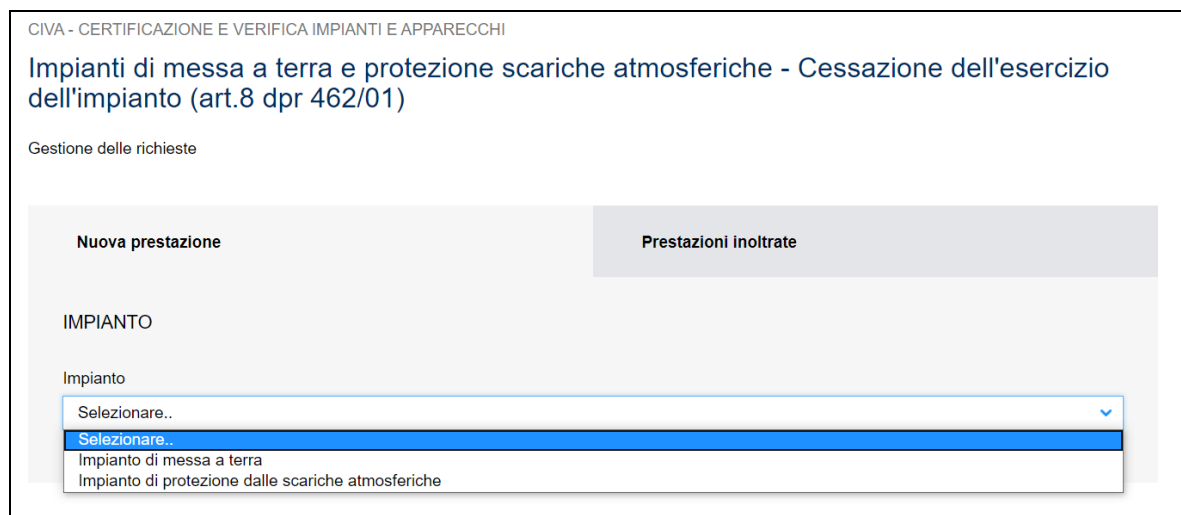 CIVA - CERTIFICAZIONE E VERIFICA IMPIANTI E APPARECCHI
Impianti di messa a terra e protezione scariche atmosferiche - Cessazione dell'esercizio
dell'impianto (art.8 dpr 462/01)
Gestione delle richieste
Nuova prestazione
Prestazioni inoltrate
IMPIANTO
Impianto
Selezionare..
Selezionare..
Impianto di messa a terra
Impianto di protezione dalle scariche atmosferiche